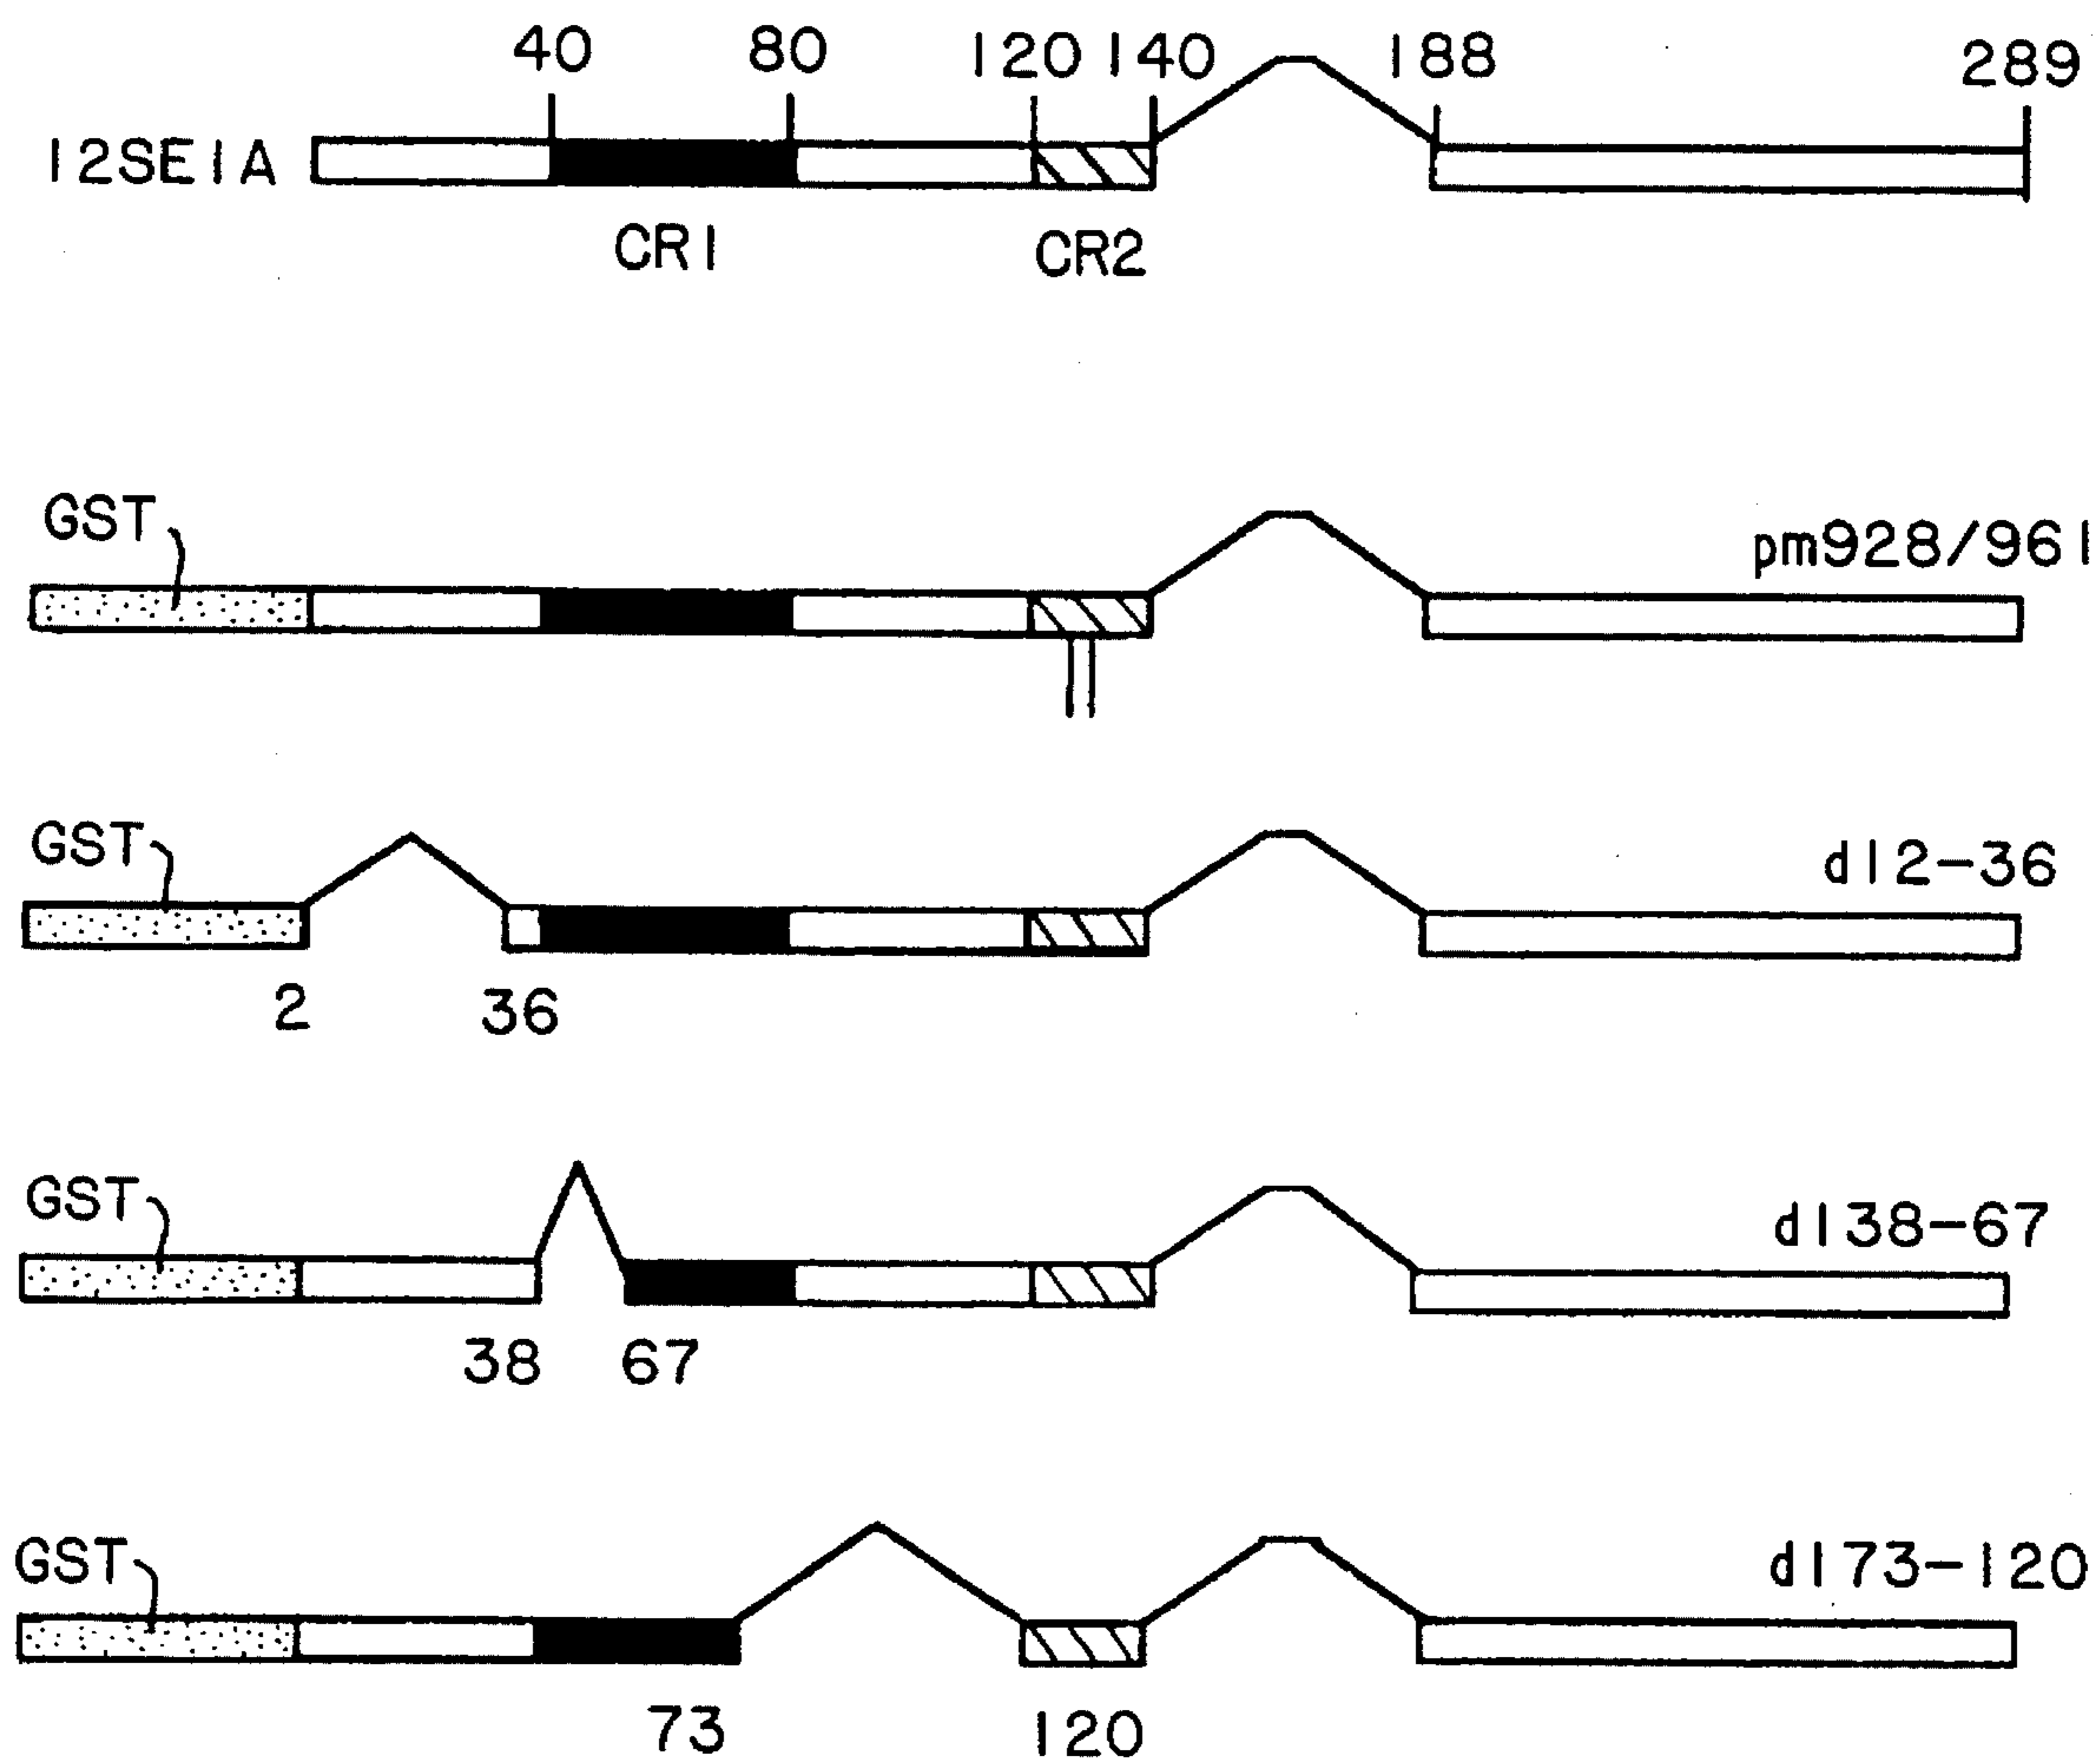 40 80 120 140 188 289
12SE1A
CR1 CR2
GST
pm928/961
GST
dl2-36
2 36
GST
dl38-67
38 67
GST
dl73-120
73 120